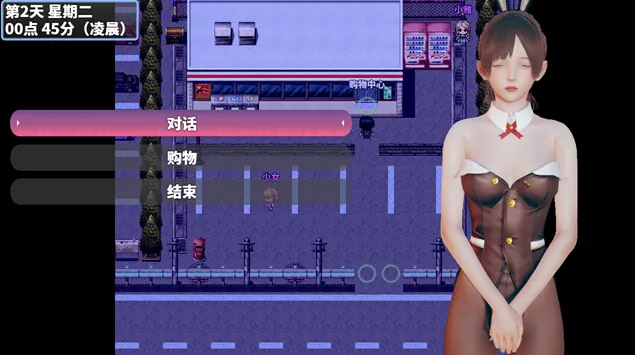 第2天 星期二
00点 45分（凌晨）
小雅
购物中心
对话
购物
小女
结束